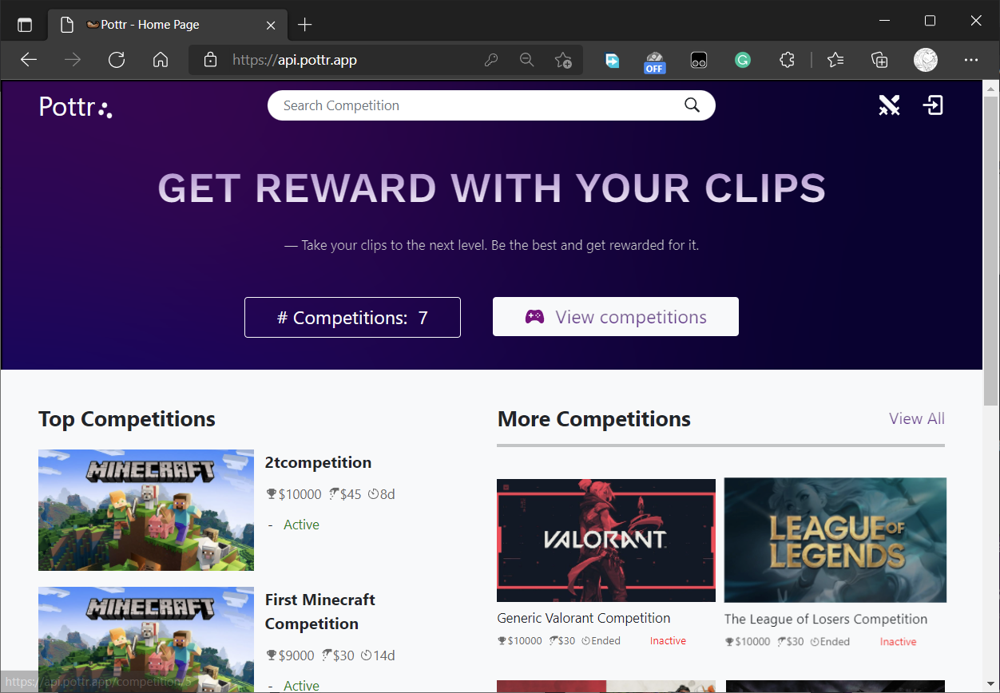 Pottr - Home Page
https://api.pottr.app
OFF
Pottr
Search Competition
GET REWARD WITH YOUR CLIPS
— Take your clips to the next level. Be the best and get rewarded for it.
# Competitions: 7
View competitions
Top Competitions
MINECRAFT
2tcompetition
$10000 $45 8d
- Active
MINECRAFT
First Minecraft
Competition
$9000 $30 14d
- Active
More Competitions
View All
VALORANT
Generic Valorant Competition
$10000 $30 Ended Inactive
LEAGUE OF
LEGENDS
The League of Losers Competition
$10000 $30 Ended Inactive
https://api.pottr.app/competition/5